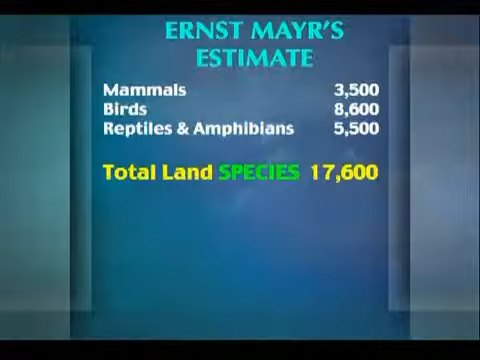 ERNST MAYR'S
ESTIMATE
Mammals 3,500
Birds 8,600
Reptiles & Amphibians 5,500
Total Land SPECIES 17,600